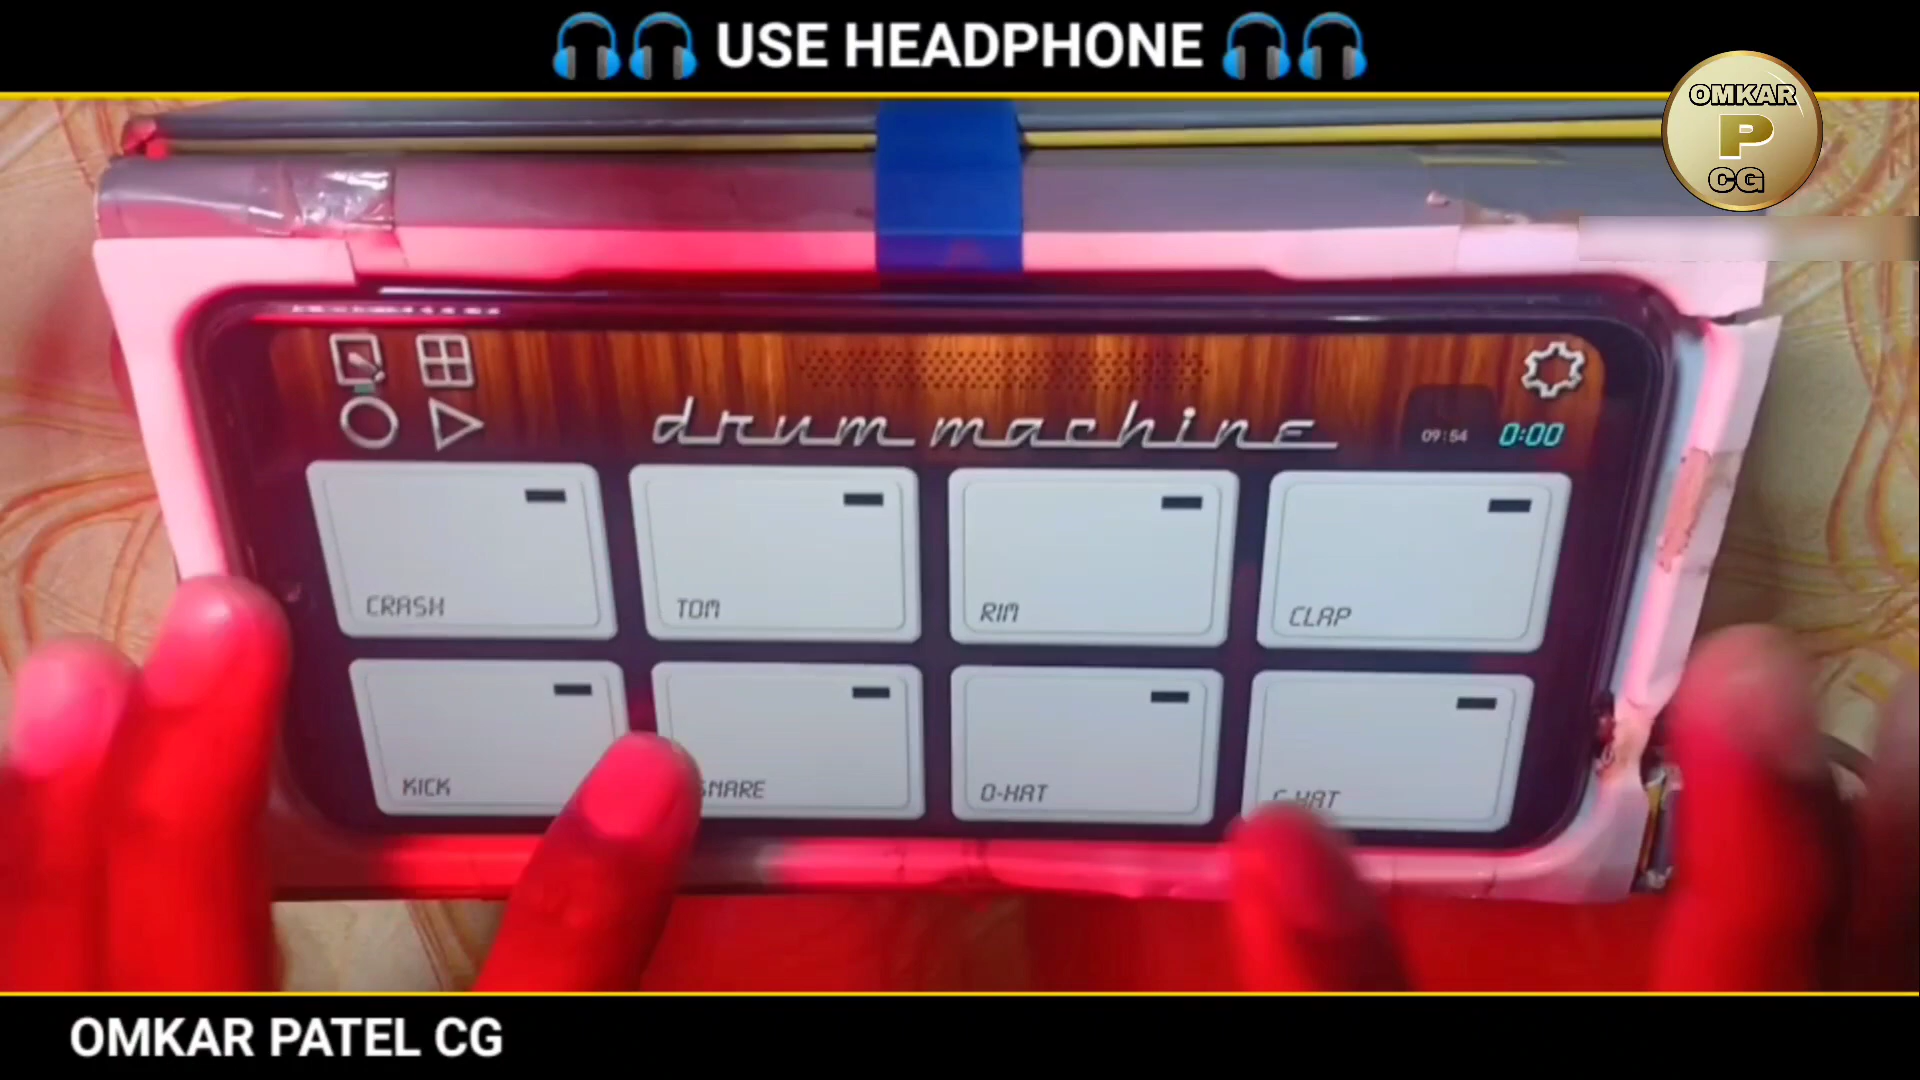 USE HEADPHONE
OMKAR
P
CG
drum machine
09:54
0:00
CRASH
TOM
RIM
CLAP
KICK
SNARE
O-HAT
C-HAT
OMKAR PATEL CG